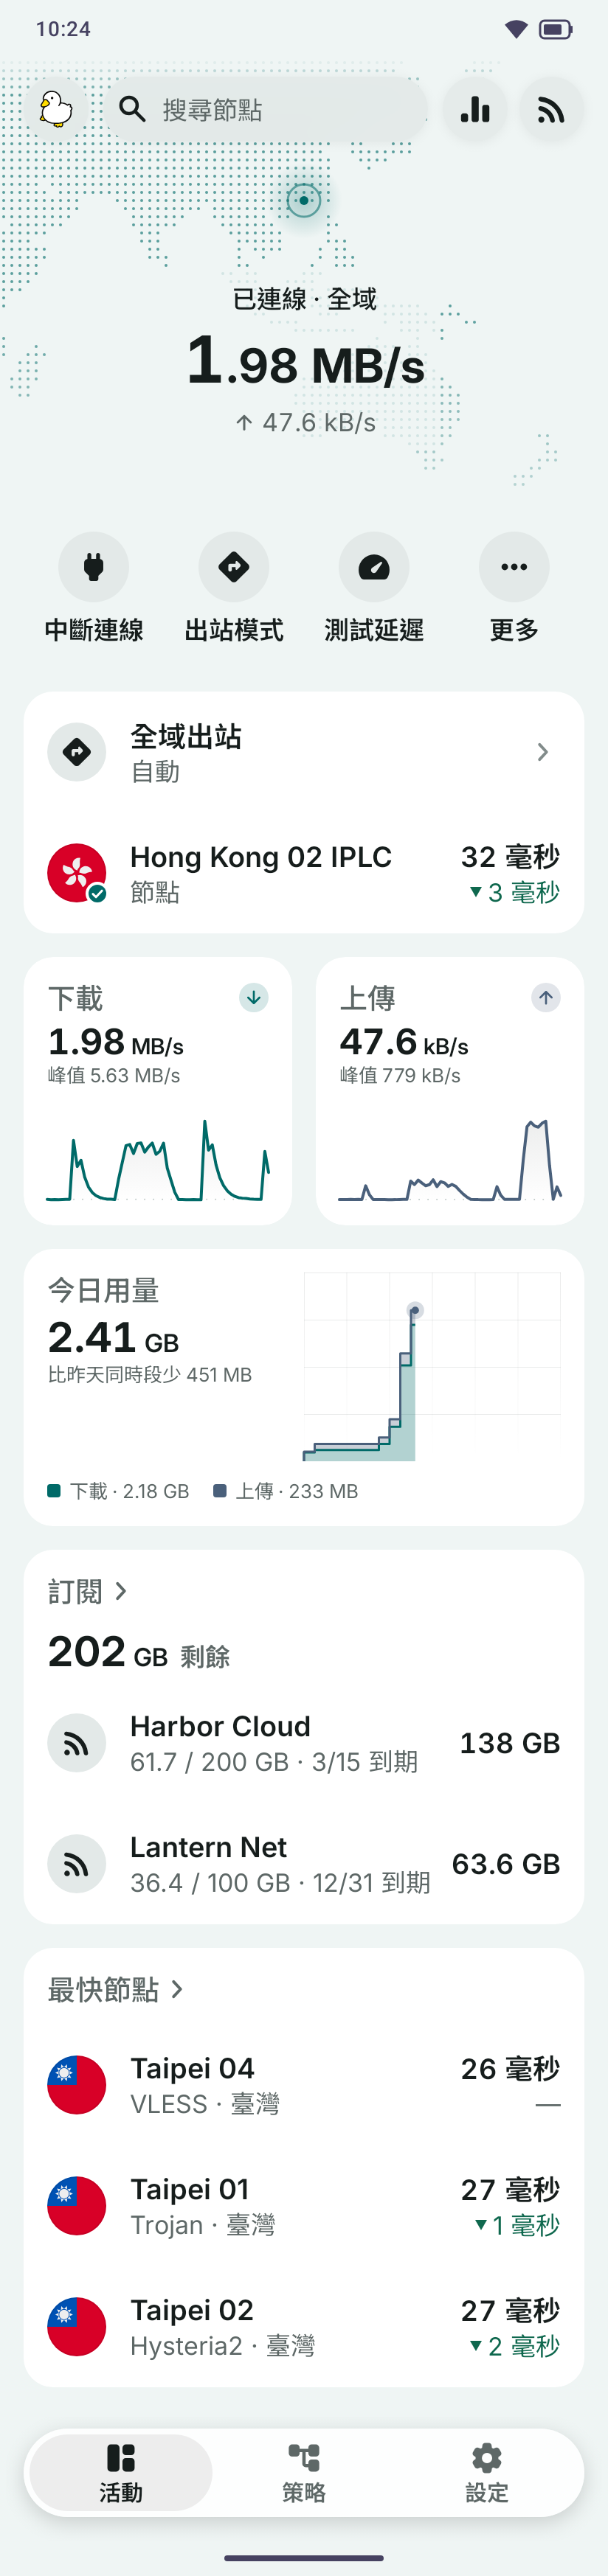 10:24
搜尋節點
已連線 · 全域
1.98 MB/s
↑ 47.6 kB/s
中斷連線 出站模式 測試延遲 更多
全域出站
自動
Hong Kong 02 IPLC 32 毫秒
節點 ▼3 毫秒
下載 上傳
1.98 MB/s 47.6 kB/s
峰值 5.63 MB/s 峰值 779 kB/s
今日用量
2.41 GB
比昨天同時段少 451 MB
下載 · 2.18 GB 上傳 · 233 MB
訂閱
202 GB 剩餘
Harbor Cloud 138 GB
61.7 / 200 GB · 3/15 到期
Lantern Net 63.6 GB
36.4 / 100 GB · 12/31 到期
最快節點
Taipei 04 26 毫秒
VLESS · 臺灣 —
Taipei 01 27 毫秒
Trojan · 臺灣 ▼1 毫秒
Taipei 02 27 毫秒
Hysteria2 · 臺灣 ▼2 毫秒
活動 策略 設定